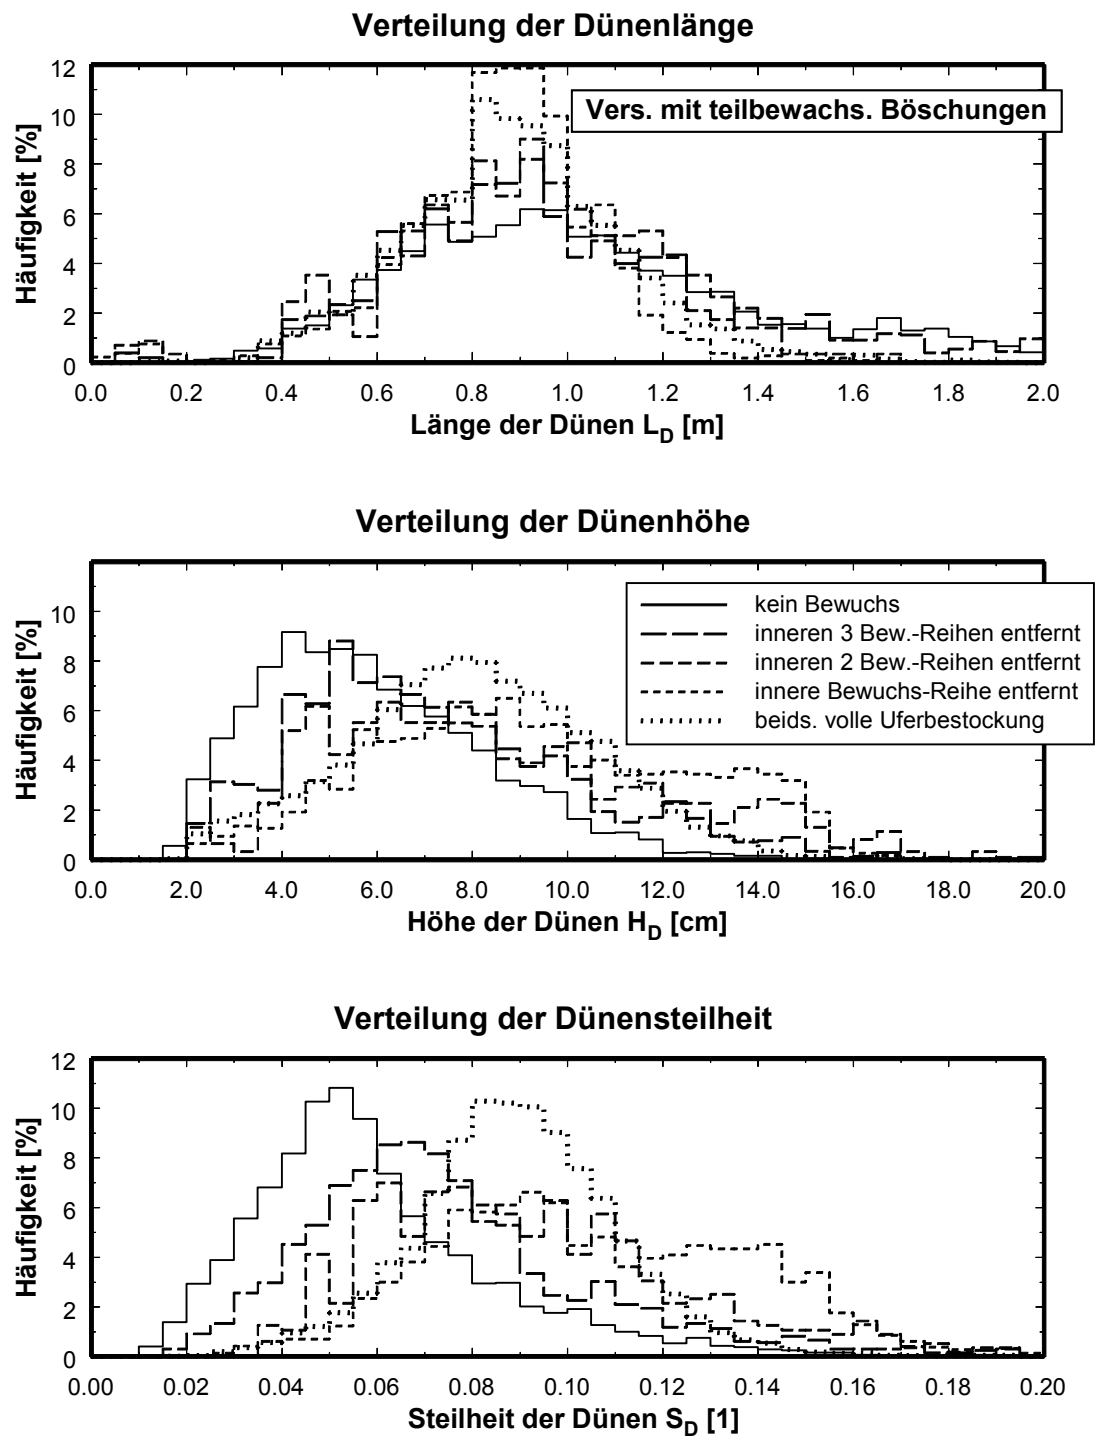 Verteilung der Dünenlänge
12
10
8
6
4
2
0
Häufigkeit [%]
Vers. mit teilbewachs. Böschungen
0.0 0.2 0.4 0.6 0.8 1.0 1.2 1.4 1.6 1.8 2.0
Länge der Dünen L_D [m]
Verteilung der Dünenhöhe
10
8
6
4
2
0
Häufigkeit [%]
kein Bewuchs
inneren 3 Bew.-Reihen entfernt
inneren 2 Bew.-Reihen entfernt
innere Bewuchs-Reihe entfernt
beids. volle Uferbestockung
0.0 2.0 4.0 6.0 8.0 10.0 12.0 14.0 16.0 18.0 20.0
Höhe der Dünen H_D [cm]
Verteilung der Dünensteilheit
12
10
8
6
4
2
0
Häufigkeit [%]
0.00 0.02 0.04 0.06 0.08 0.10 0.12 0.14 0.16 0.18 0.20
Steilheit der Dünen S_D [1]